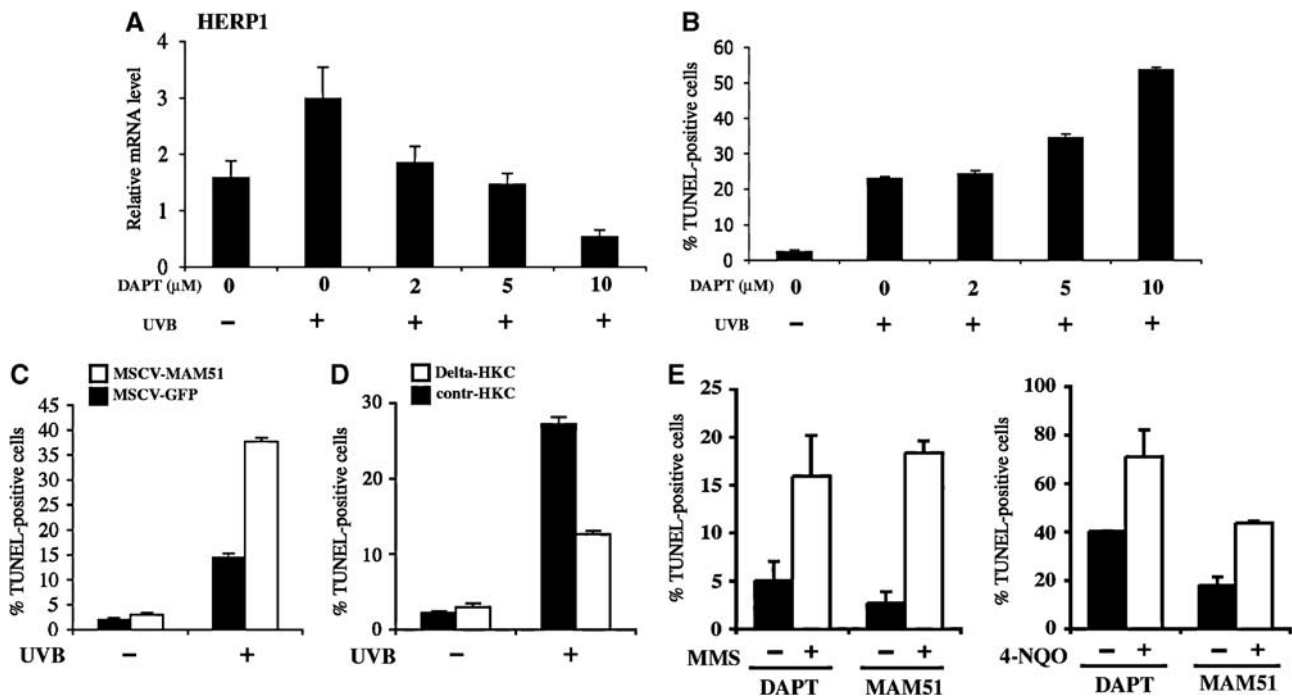 A HERP1
Relative mRNA level
4
3
2
1
0
DAPT (μM) 0 0 2 5 10
UVB − + + + +
B
% TUNEL-positive cells
60
50
40
30
20
10
0
DAPT (μM) 0 0 2 5 10
UVB − + + + +
C
MSCV-MAM51
MSCV-GFP
% TUNEL-positive cells
45
40
35
30
25
20
15
10
5
0
UVB − +
D
Delta-HKC
contr-HKC
% TUNEL-positive cells
30
20
10
0
UVB − +
E
% TUNEL-positive cells
25
20
15
10
5
0
MMS − + − +
DAPT MAM51
% TUNEL-positive cells
100
80
60
40
20
0
4-NQO − + − +
DAPT MAM51